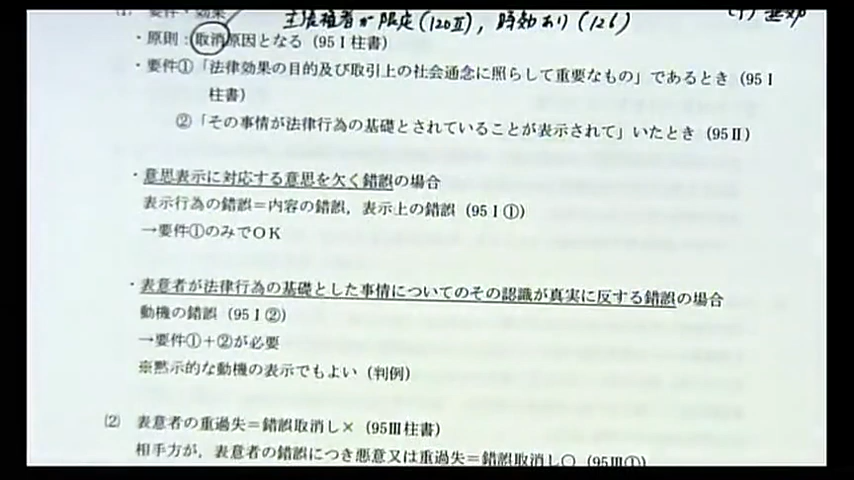 (1) 要件・効果
主張権者が限定(120Ⅱ), 時効あり(126)
・原則：取消原因となる（95Ⅰ柱書）
・要件①「法律効果の目的及び取引上の社会通念に照らして重要なもの」であるとき（95Ⅰ
柱書）
②「その事情が法律行為の基礎とされていることが表示されて」いたとき（95Ⅱ）
・意思表示に対応する意思を欠く錯誤の場合
表示行為の錯誤＝内容の錯誤，表示上の錯誤（95Ⅰ①）
→要件①のみでＯＫ
・表意者が法律行為の基礎とした事情についてのその認識が真実に反する錯誤の場合
動機の錯誤（95Ⅰ②）
→要件①＋②が必要
※黙示的な動機の表示でもよい（判例）
(2) 表意者の重過失＝錯誤取消し×（95Ⅲ柱書）
相手方が，表意者の錯誤につき悪意又は重過失＝錯誤取消し○（95Ⅲ①）